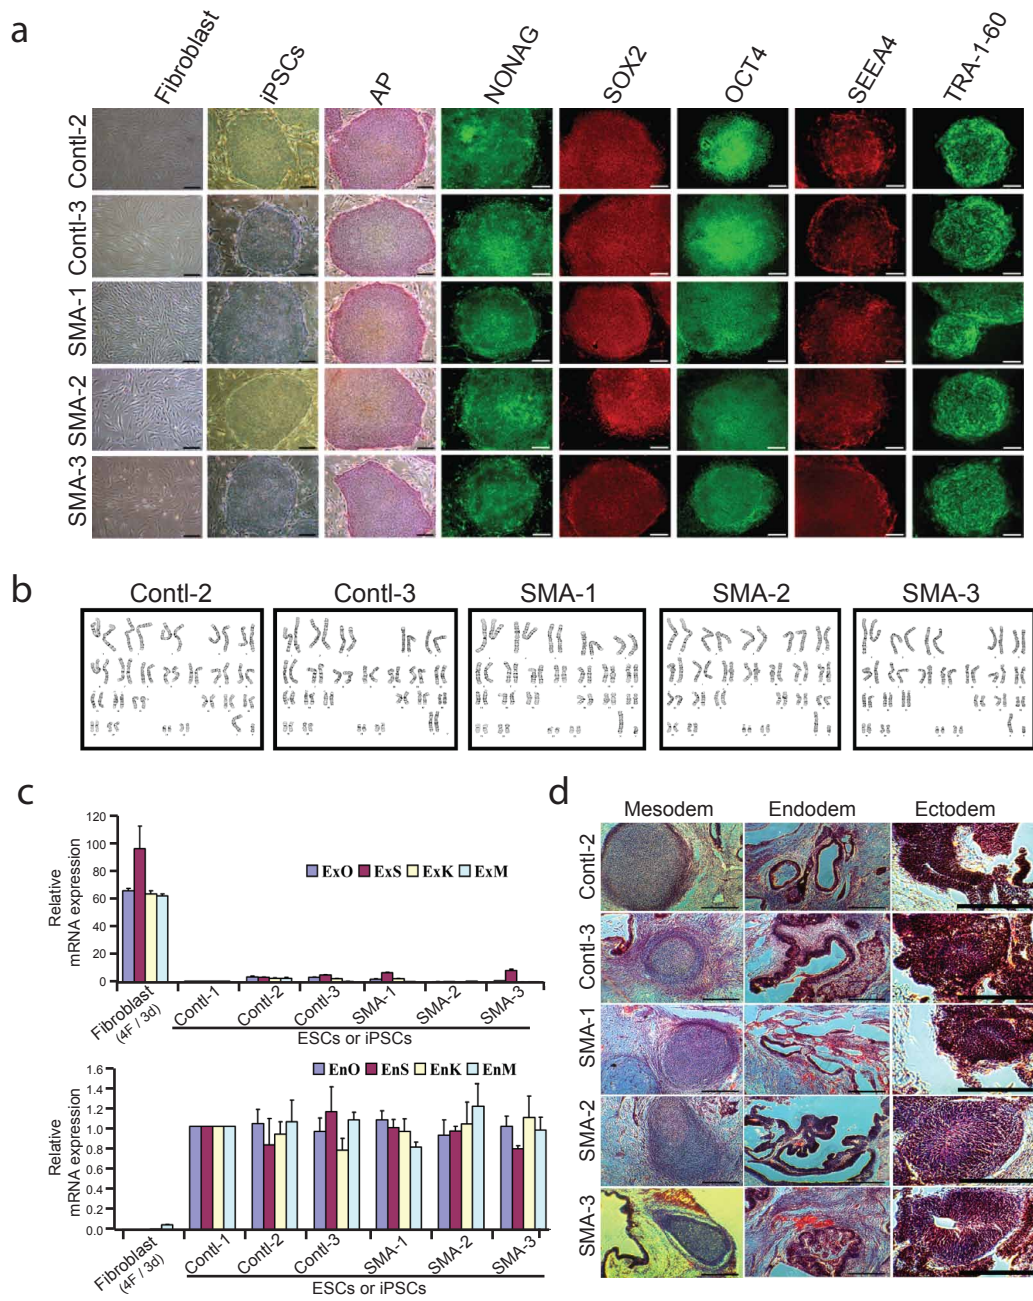 a
Fibroblast
iPSCs
AP
NONAG
SOX2
OCT4
SEEA4
TRA-1-60
Contl-2
Contl-3
SMA-1
SMA-2
SMA-3
b
Contl-2
Contl-3
SMA-1
SMA-2
SMA-3
c
Relative
mRNA expression
120
100
80
60
40
20
0
ExO ExS ExK ExM
Fibroblast
(4F / 3d)
Contl-1
Contl-2
Contl-3
SMA-1
SMA-2
SMA-3
ESCs or iPSCs
Relative
mRNA expression
1.6
1.4
1.2
1.0
0.8
0.6
0.4
0.2
0.0
EnO EnS EnK EnM
Fibroblast
(4F / 3d)
Contl-1
Contl-2
Contl-3
SMA-1
SMA-2
SMA-3
ESCs or iPSCs
d
Mesodem
Endodem
Ectodem
Contl-2
Contl-3
SMA-1
SMA-2
SMA-3